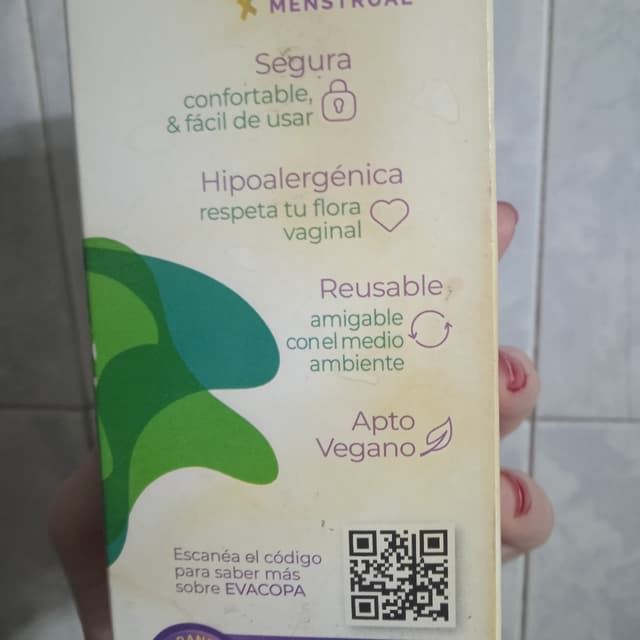 MENSTRUAL
Segura
confortable,
& fácil de usar
Hipoalergénica
respeta tu flora
vaginal
Reusable
amigable
con el medio
ambiente
Apto
Vegano
Escanéa el código
para saber más
sobre EVACOPA